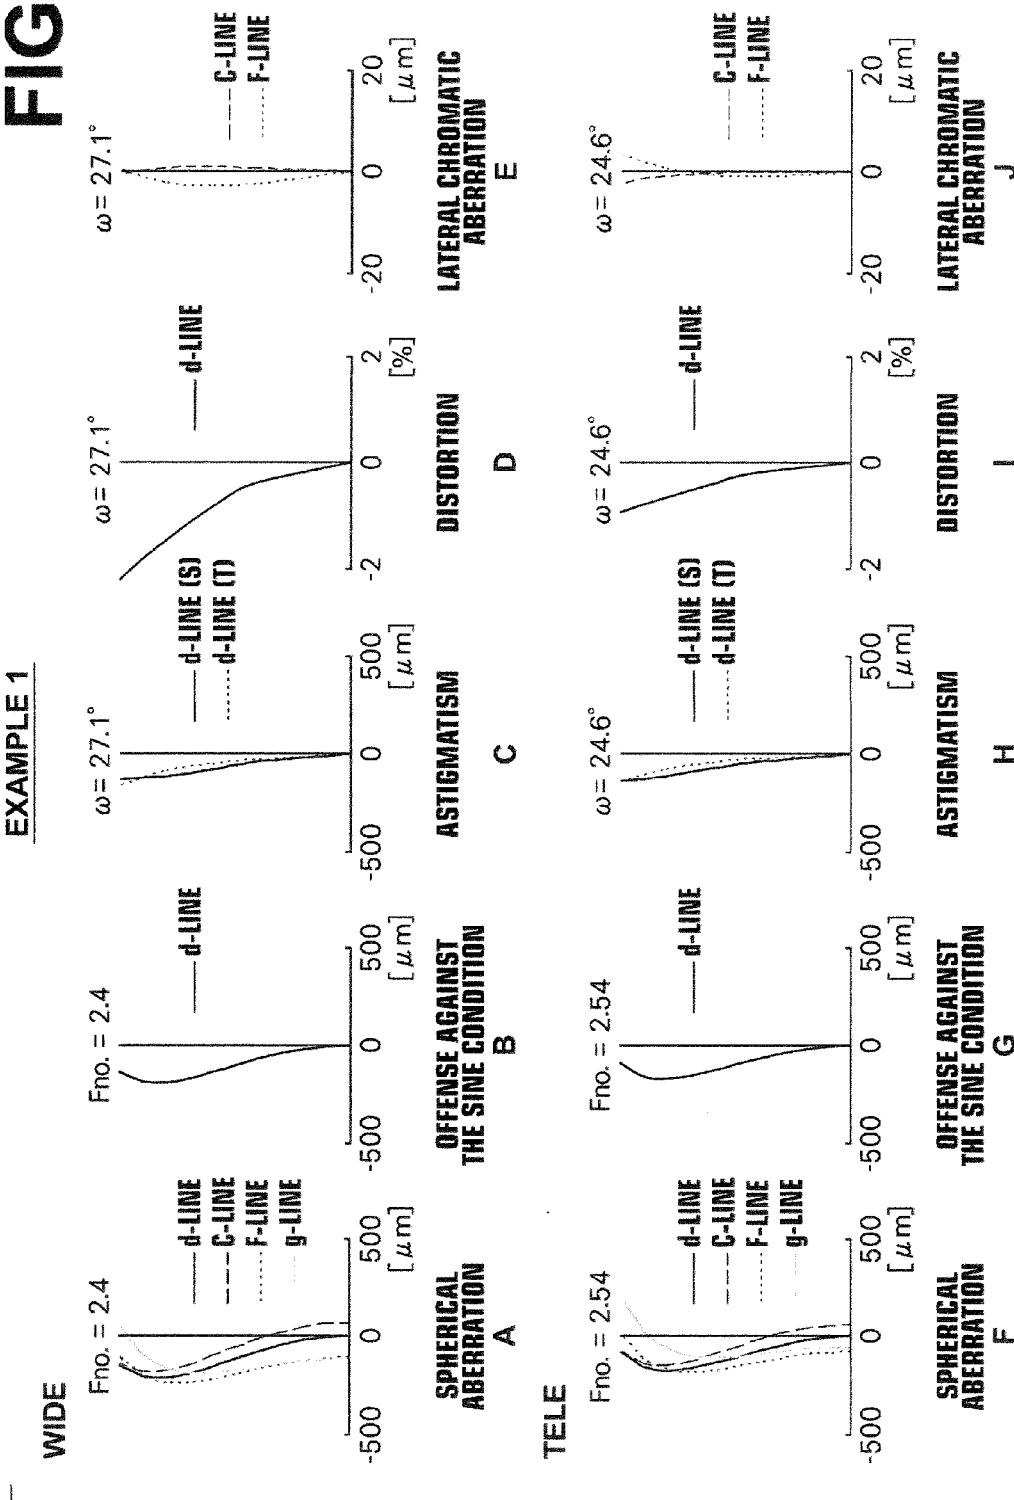 FIG
EXAMPLE 1
WIDE
Fno. = 2.4
d-LINE
C-LINE
F-LINE
g-LINE
-500 0 500
[μm]
SPHERICAL
ABERRATION
A
Fno. = 2.4
d-LINE
-500 0 500
[μm]
OFFENSE AGAINST
THE SINE CONDITION
B
ω = 27.1°
d-LINE (S)
d-LINE (T)
-500 0 500
[μm]
ASTIGMATISM
C
ω = 27.1°
d-LINE
-2 0 2
[%]
DISTORTION
D
ω = 27.1°
C-LINE
F-LINE
-20 0 20
[μm]
LATERAL CHROMATIC
ABERRATION
E
TELE
Fno. = 2.54
d-LINE
C-LINE
F-LINE
g-LINE
-500 0 500
[μm]
SPHERICAL
ABERRATION
F
Fno. = 2.54
d-LINE
-500 0 500
[μm]
OFFENSE AGAINST
THE SINE CONDITION
G
ω = 24.6°
d-LINE (S)
d-LINE (T)
-500 0 500
[μm]
ASTIGMATISM
H
ω = 24.6°
d-LINE
-2 0 2
[%]
DISTORTION
I
ω = 24.6°
C-LINE
F-LINE
-20 0 20
[μm]
LATERAL CHROMATIC
ABERRATION
J